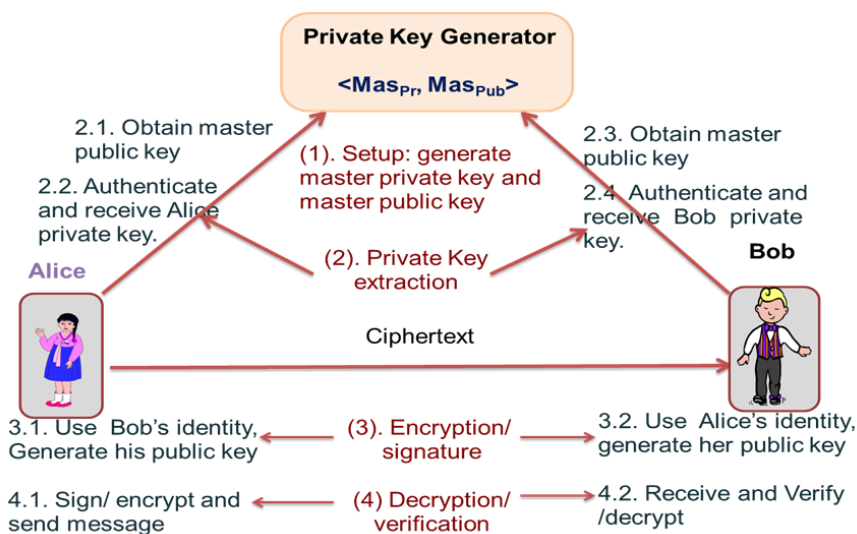 Private Key Generator
<Mas_Pr, Mas_Pub>
2.1. Obtain master
public key
2.2. Authenticate
and receive Alice
private key.
(1). Setup: generate
master private key and
master public key
2.3. Obtain master
public key
2.4. Authenticate and
receive Bob private
key.
(2). Private Key
extraction
Alice
Bob
Ciphertext
3.1. Use Bob's identity,
Generate his public key
(3). Encryption/
signature
3.2. Use Alice's identity,
generate her public key
4.1. Sign/ encrypt and
send message
(4) Decryption/
verification
4.2. Receive and Verify
/decrypt